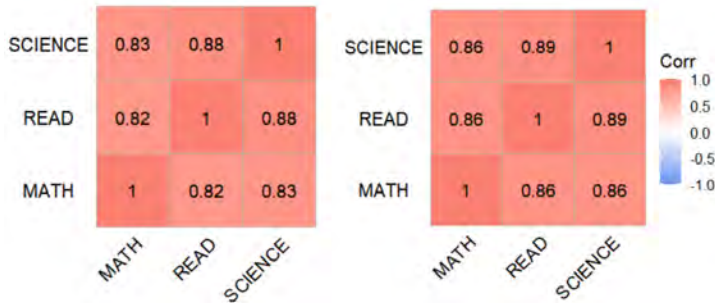 SCIENCE 0.83 0.88 1
READ 0.82 1 0.88
MATH 1 0.82 0.83
MATH READ SCIENCE
SCIENCE 0.86 0.89 1
READ 0.86 1 0.89
MATH 1 0.86 0.86
MATH READ SCIENCE
Corr
1.0
0.5
0.0
-0.5
-1.0